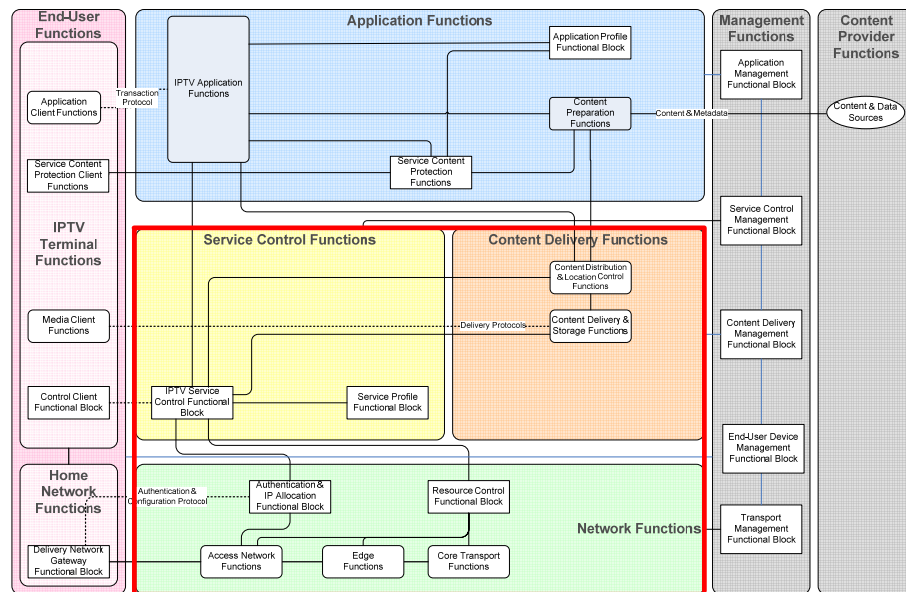 End-User
Functions
Application Functions
Management
Functions
Content
Provider
Functions
IPTV Application
Functions
Application Profile
Functional Block
Application
Management
Functional Block
Transaction
Protocol
Application
Client Functions
Content
Preparation
Functions
Content & Metadata
Content & Data
Sources
Service Content
Protection Client
Functions
Service Content
Protection
Functions
IPTV
Terminal
Functions
Service Control
Management
Functional Block
Service Control Functions
Content Delivery Functions
Content Distribution
& Location Control
Functions
Media Client
Functions
Delivery Protocols
Content Delivery &
Storage Functions
Content Delivery
Management
Functional Block
Control Client
Functional Block
IPTV Service
Control Functional
Block
Service Profile
Functional Block
End-User Device
Management
Functional Block
Home
Network
Functions
Authentication &
Configuration Protocol
Authentication &
IP Allocation
Functional Block
Resource Control
Functional Block
Network Functions
Transport
Management
Functional Block
Delivery Network
Gateway
Functional Block
Access Network
Functions
Edge
Functions
Core Transport
Functions